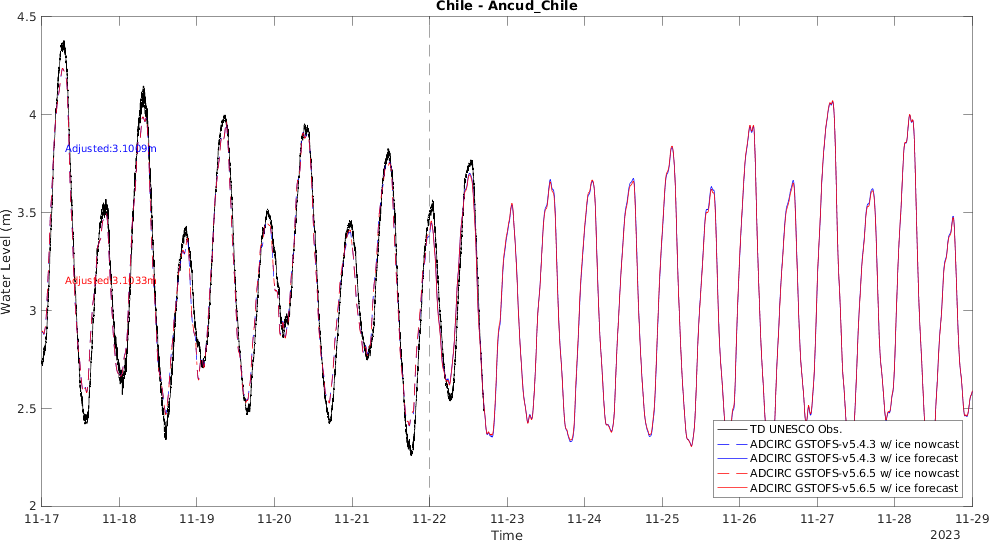 Chile - Ancud_Chile
4.5
4
3.5
3
2.5
2
Water Level (m)
Adjusted:3.1009m
Adjusted:3.1033m
TD UNESCO Obs.
ADCIRC GSTOFS-v5.4.3 w/ ice nowcast
ADCIRC GSTOFS-v5.4.3 w/ ice forecast
ADCIRC GSTOFS-v5.6.5 w/ ice nowcast
ADCIRC GSTOFS-v5.6.5 w/ ice forecast
11-17 11-18 11-19 11-20 11-21 11-22 11-23 11-24 11-25 11-26 11-27 11-28 11-29
Time
2023